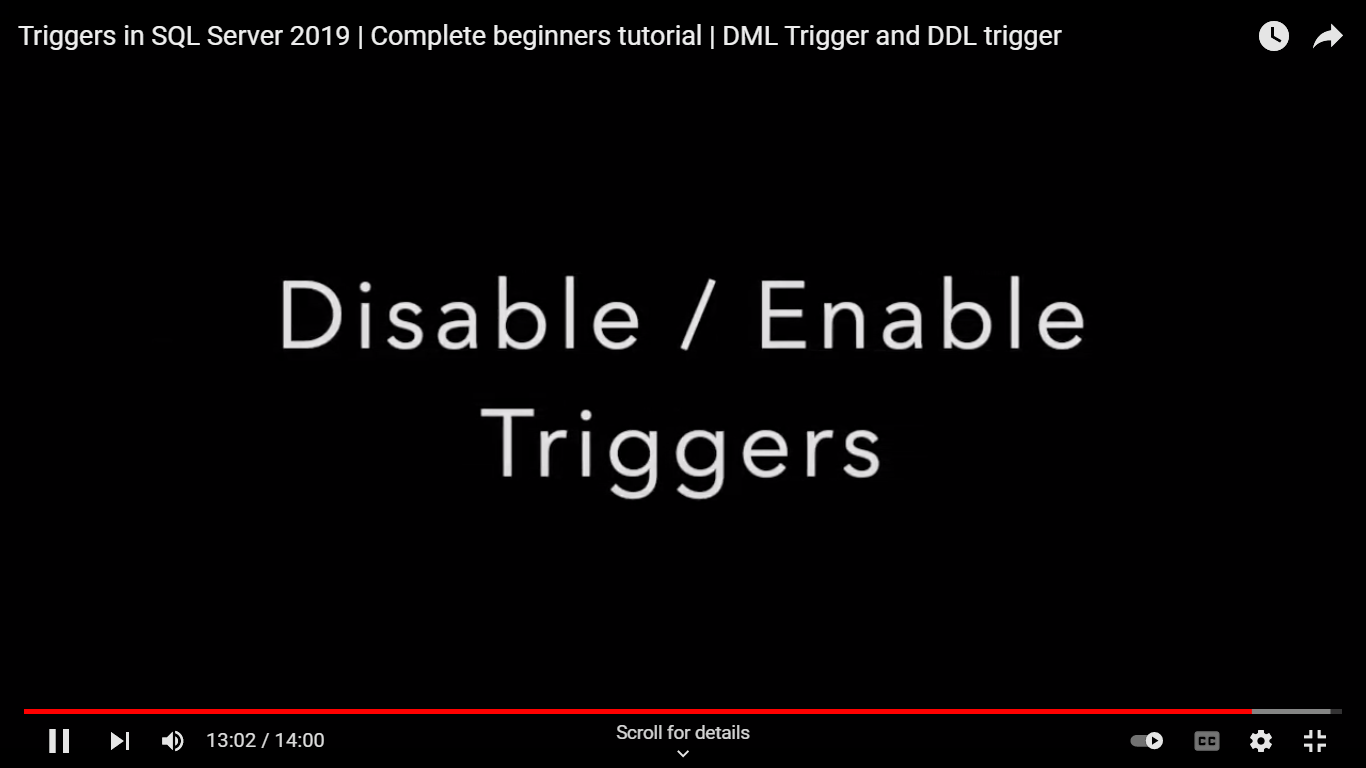 Triggers in SQL Server 2019 | Complete beginners tutorial | DML Trigger and DDL trigger
Disable / Enable
Triggers
Scroll for details
13:02 / 14:00
CC